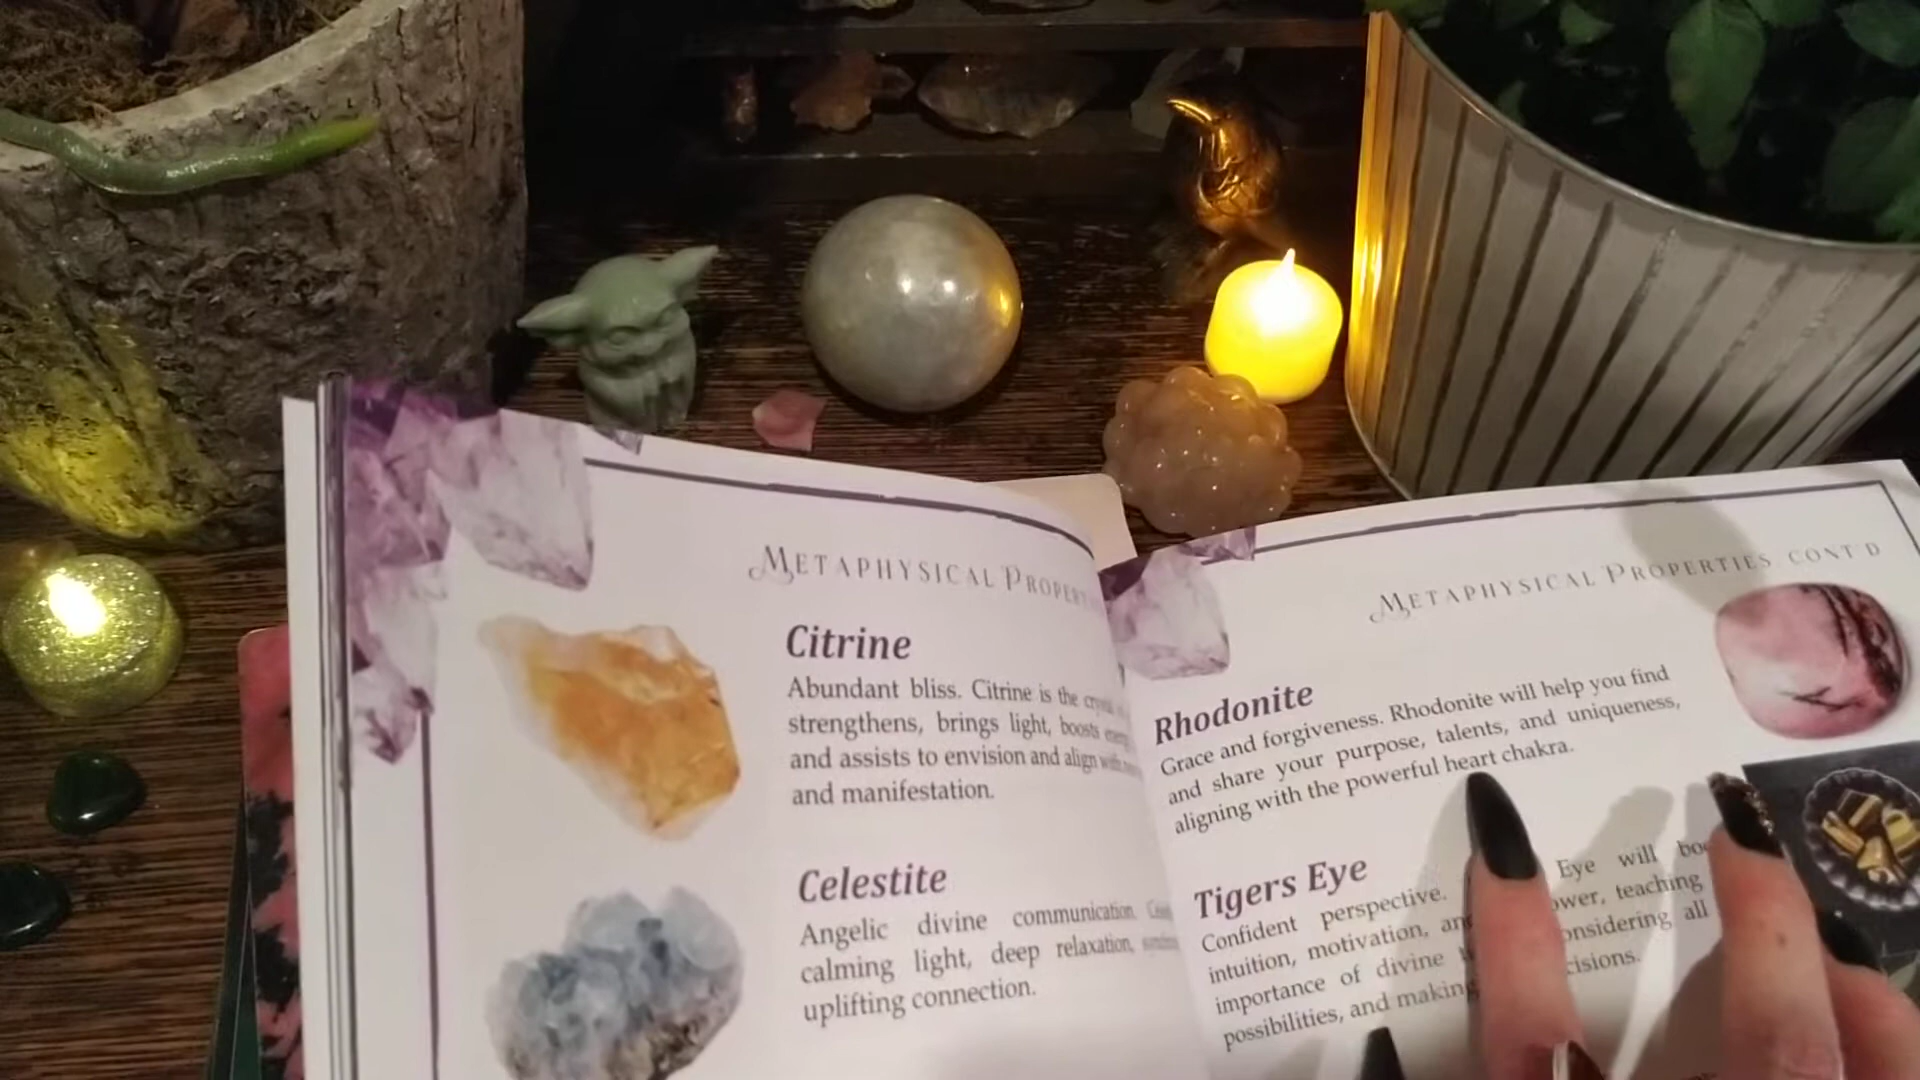 METAPHYSICAL
Citrine
Abundant bliss. Citrine is the
strengthens, brings light, boosts
and assists to envision and align
and manifestation.
Celestite
Angelic divine communication.
calming light, deep relaxation,
uplifting connection.
METAPHYSICAL PROPERTIES CONT'D
Rhodonite
Grace and forgiveness. Rhodonite will help you find
and share your purpose, talents, and uniqueness,
aligning with the powerful heart chakra.
Tigers Eye
Confident perspective. Eye will
intuition, motivation, teaching
importance of divine all
possibilities, and making